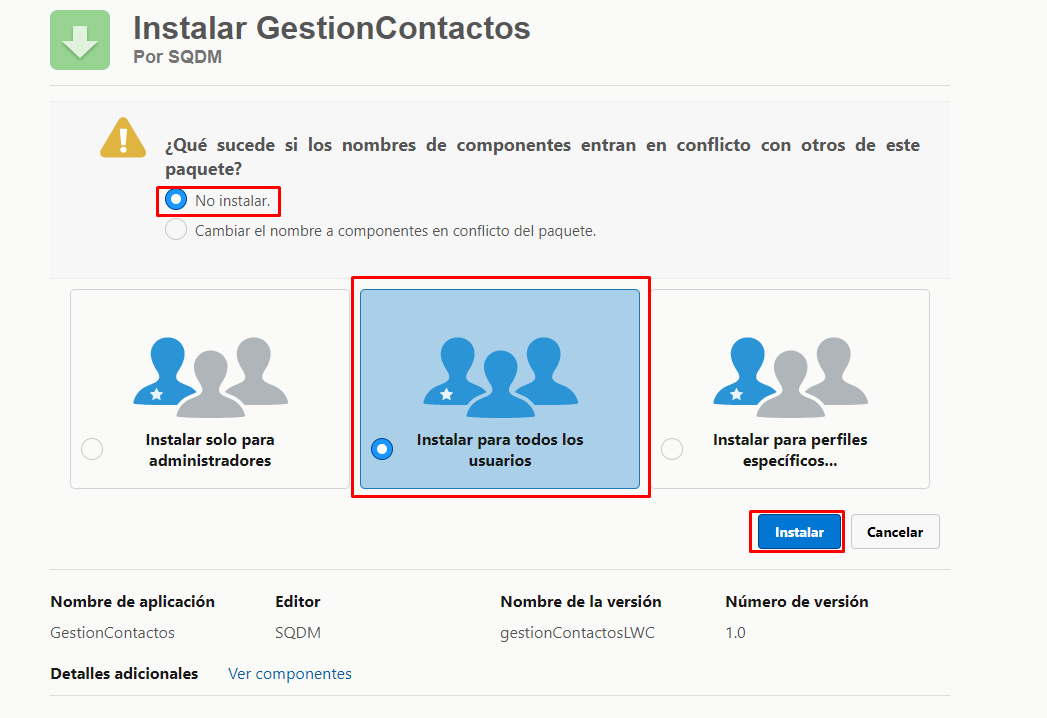 Instalar GestionContactos
Por SQDM
¿Qué sucede si los nombres de componentes entran en conflicto con otros de este
paquete?
No instalar.
Cambiar el nombre a componentes en conflicto del paquete.
Instalar solo para
administradores
Instalar para todos los
usuarios
Instalar para perfiles
específicos...
Instalar
Cancelar
Nombre de aplicación
Editor
Nombre de la versión
Número de versión
GestionContactos
SQDM
gestionContactosLWC
1.0
Detalles adicionales
Ver componentes